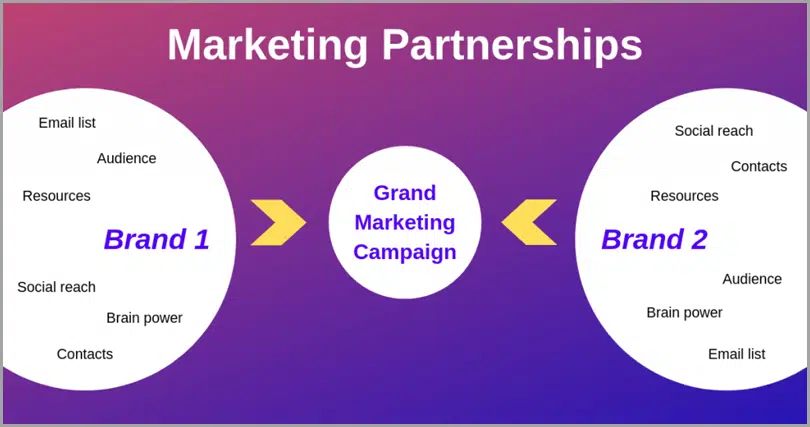 Marketing Partnerships
Email list
Audience
Resources
Brand 1
Social reach
Brain power
Contacts
Grand
Marketing
Campaign
Social reach
Contacts
Resources
Brand 2
Audience
Brain power
Email list